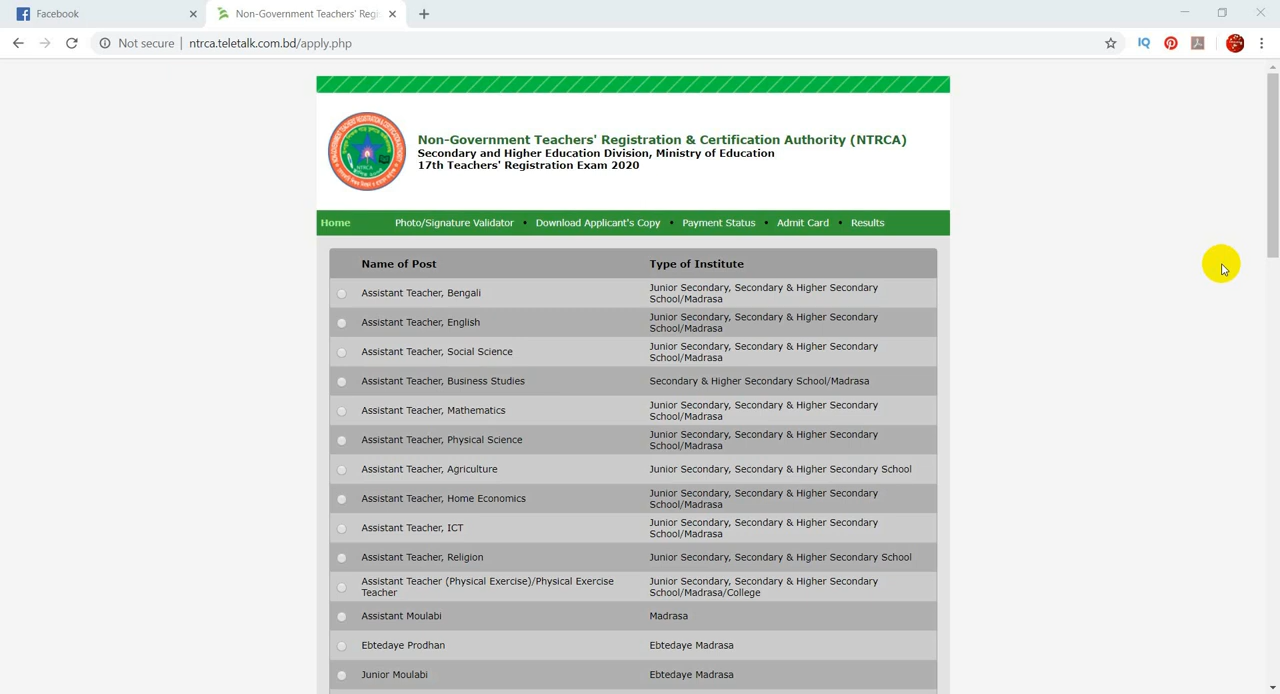 Facebook
Non-Government Teachers' Reg
Not secure | ntrca.teletalk.com.bd/apply.php
IQ
Non-Government Teachers' Registration & Certification Authority (NTRCA)
Secondary and Higher Education Division, Ministry of Education
17th Teachers' Registration Exam 2020
Home Photo/Signature Validator • Download Applicant's Copy • Payment Status • Admit Card • Results
Name of Post Type of Institute
Assistant Teacher, Bengali Junior Secondary, Secondary & Higher Secondary
School/Madrasa
Assistant Teacher, English Junior Secondary, Secondary & Higher Secondary
School/Madrasa
Assistant Teacher, Social Science Junior Secondary, Secondary & Higher Secondary
School/Madrasa
Assistant Teacher, Business Studies Secondary & Higher Secondary School/Madrasa
Assistant Teacher, Mathematics Junior Secondary, Secondary & Higher Secondary
School/Madrasa
Assistant Teacher, Physical Science Junior Secondary, Secondary & Higher Secondary
School/Madrasa
Assistant Teacher, Agriculture Junior Secondary, Secondary & Higher Secondary School
Assistant Teacher, Home Economics Junior Secondary, Secondary & Higher Secondary
School/Madrasa
Assistant Teacher, ICT Junior Secondary, Secondary & Higher Secondary
School/Madrasa
Assistant Teacher, Religion Junior Secondary, Secondary & Higher Secondary School
Assistant Teacher (Physical Exercise)/Physical Exercise Junior Secondary, Secondary & Higher Secondary
Teacher School/Madrasa/College
Assistant Moulabi Madrasa
Ebtedaye Prodhan Ebtedaye Madrasa
Junior Moulabi Ebtedaye Madrasa